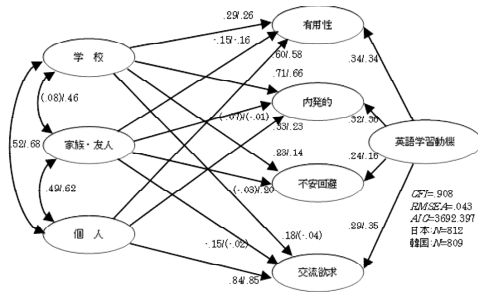 .29/.26
有用性
-.15/-.16
学 校
.60/.58
.34/.34
.71/.66
(.08)/.46
内発的
(.07)/(-.01)
.32/.36
.33/.23
家族・友人
英語学習動機
.52/.68
.23/.14
.24/.16
不安回避
(-.03)/.20
.49/.62
CFI=.908
RMSEA=.043
AIC=3692.397
日本:N=812
韓国:N=809
個 人
.18/(-.04)
.29/.35
-.15/(-.02)
交流欲求
.84/.85